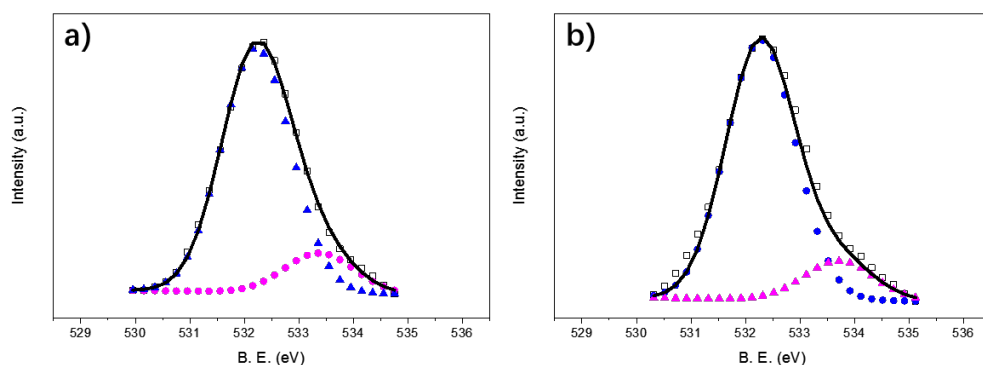 a)
Intensity (a.u.)
529 530 531 532 533 534 535 536
B. E. (eV)
b)
Intensity (a.u.)
529 530 531 532 533 534 535 536
B. E. (eV)